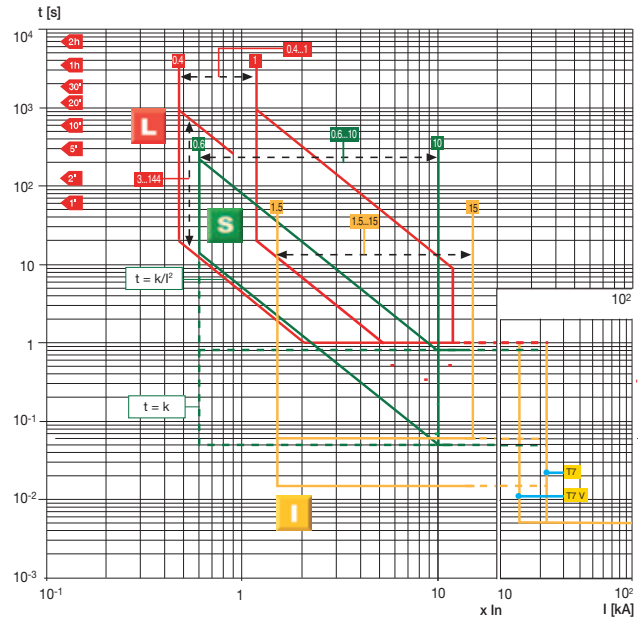 t [s]
10⁴
2h
1h
30'
20'
10³
10'
5'
10²
2'
1'
10
1
10⁻¹
10⁻²
10⁻³
0.4
1
0.4...1
L
3...144
0.6
0.6...10
10
S
1.5
1.5...15
15
t = k/I²
t = k
I
10²
T7
T7 V
10⁻¹
1
10
10
10²
x In
I [kA]